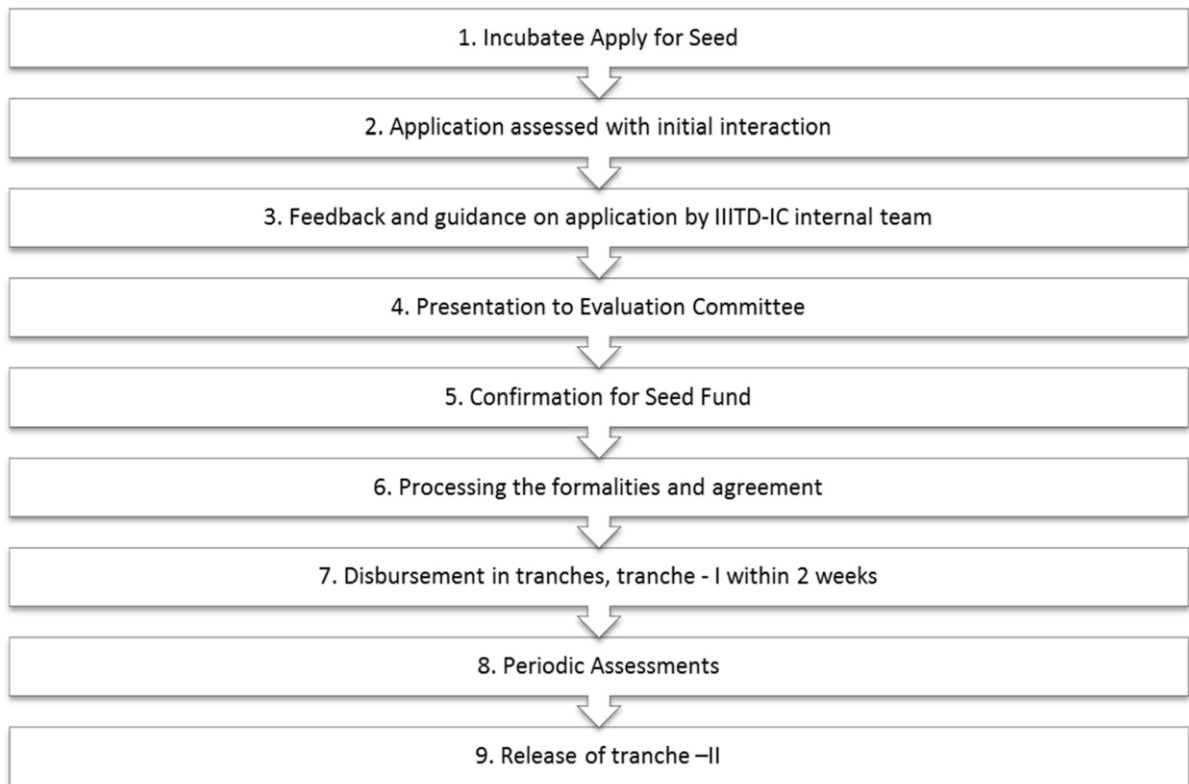 1. Incubatee Apply for Seed
2. Application assessed with initial interaction
3. Feedback and guidance on application by IIITD-IC internal team
4. Presentation to Evaluation Committee
5. Confirmation for Seed Fund
6. Processing the formalities and agreement
7. Disbursement in tranches, tranche - I within 2 weeks
8. Periodic Assessments
9. Release of tranche –II